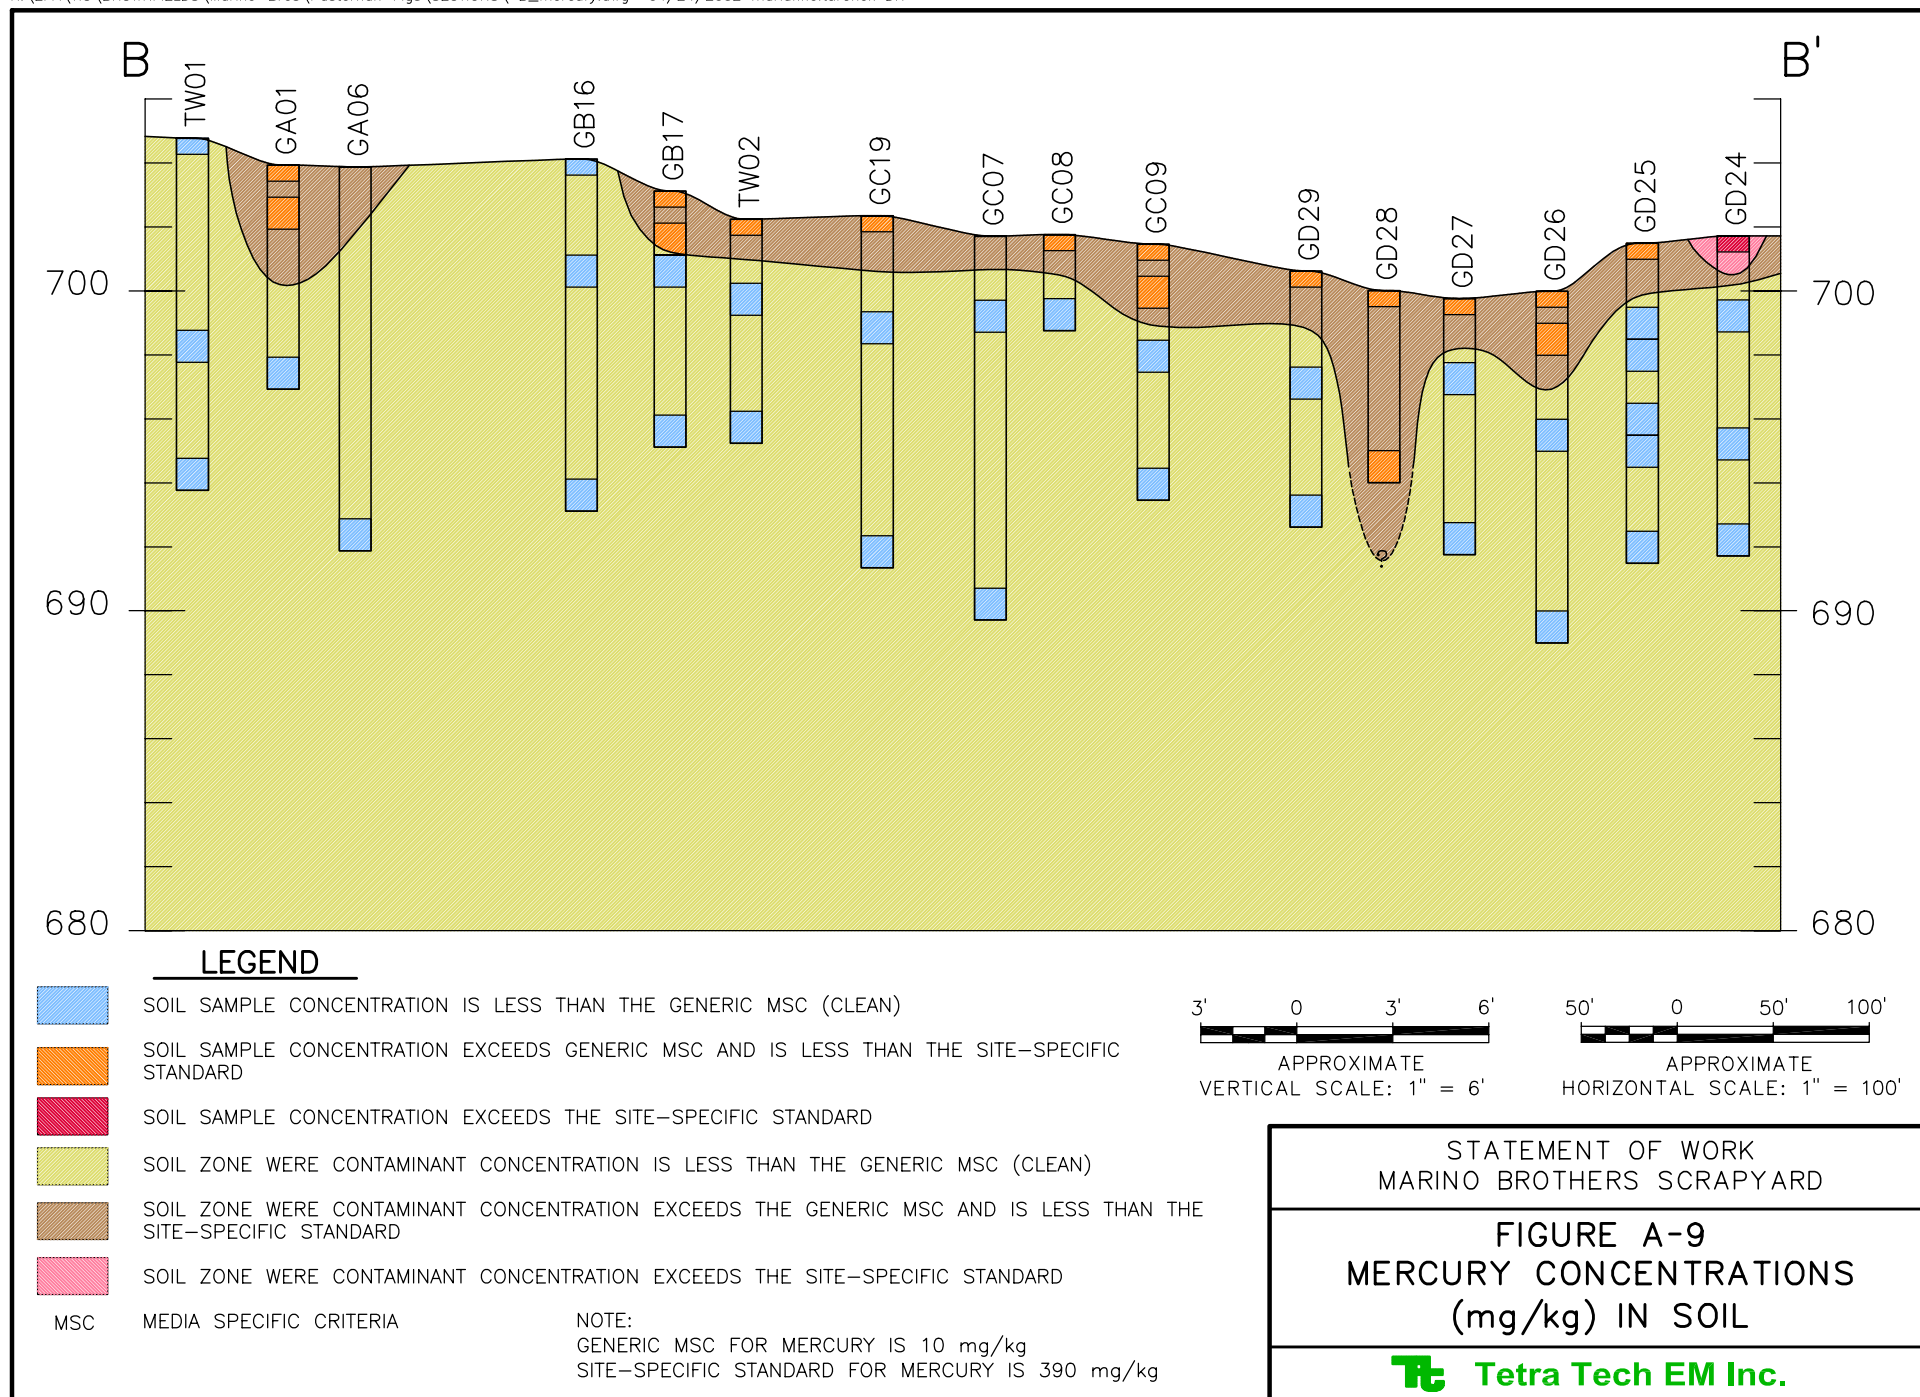 B
B'
TW01
GA01
GA06
GB16
GB17
TW02
GC19
GC07
GC08
GC09
GD29
GD28
GD27
GD26
GD25
GD24
700
700
690
690
?
680
680
LEGEND
SOIL SAMPLE CONCENTRATION IS LESS THAN THE GENERIC MSC (CLEAN)
SOIL SAMPLE CONCENTRATION EXCEEDS GENERIC MSC AND IS LESS THAN THE SITE-SPECIFIC
STANDARD
SOIL SAMPLE CONCENTRATION EXCEEDS THE SITE-SPECIFIC STANDARD
SOIL ZONE WERE CONTAMINANT CONCENTRATION IS LESS THAN THE GENERIC MSC (CLEAN)
SOIL ZONE WERE CONTAMINANT CONCENTRATION EXCEEDS THE GENERIC MSC AND IS LESS THAN THE
SITE-SPECIFIC STANDARD
SOIL ZONE WERE CONTAMINANT CONCENTRATION EXCEEDS THE SITE-SPECIFIC STANDARD
MSC MEDIA SPECIFIC CRITERIA
NOTE:
GENERIC MSC FOR MERCURY IS 10 mg/kg
SITE-SPECIFIC STANDARD FOR MERCURY IS 390 mg/kg
3' 0 3' 6'
APPROXIMATE
VERTICAL SCALE: 1" = 6'
50' 0 50' 100'
APPROXIMATE
HORIZONTAL SCALE: 1" = 100'
STATEMENT OF WORK
MARINO BROTHERS SCRAPYARD
FIGURE A-9
MERCURY CONCENTRATIONS
(mg/kg) IN SOIL
Tetra Tech EM Inc.